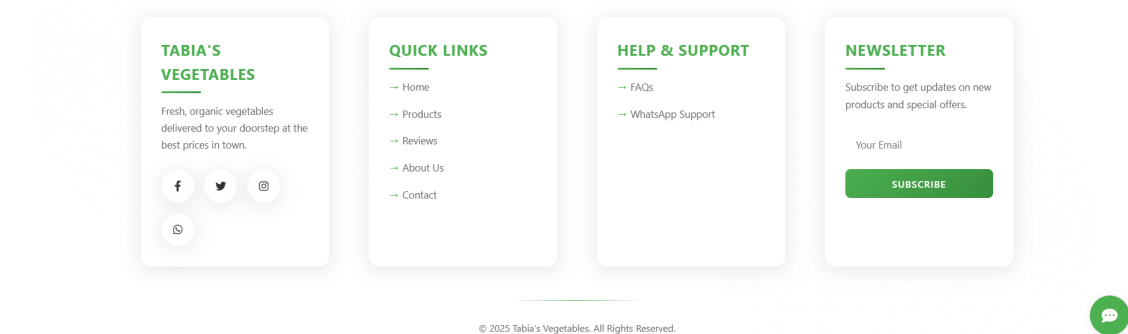 TABIA'S
VEGETABLES
Fresh, organic vegetables
delivered to your doorstep at the
best prices in town.
QUICK LINKS
→ Home
→ Products
→ Reviews
→ About Us
→ Contact
HELP & SUPPORT
→ FAQs
→ WhatsApp Support
NEWSLETTER
Subscribe to get updates on new
products and special offers.
Your Email
SUBSCRIBE
© 2025 Tabia's Vegetables. All Rights Reserved.